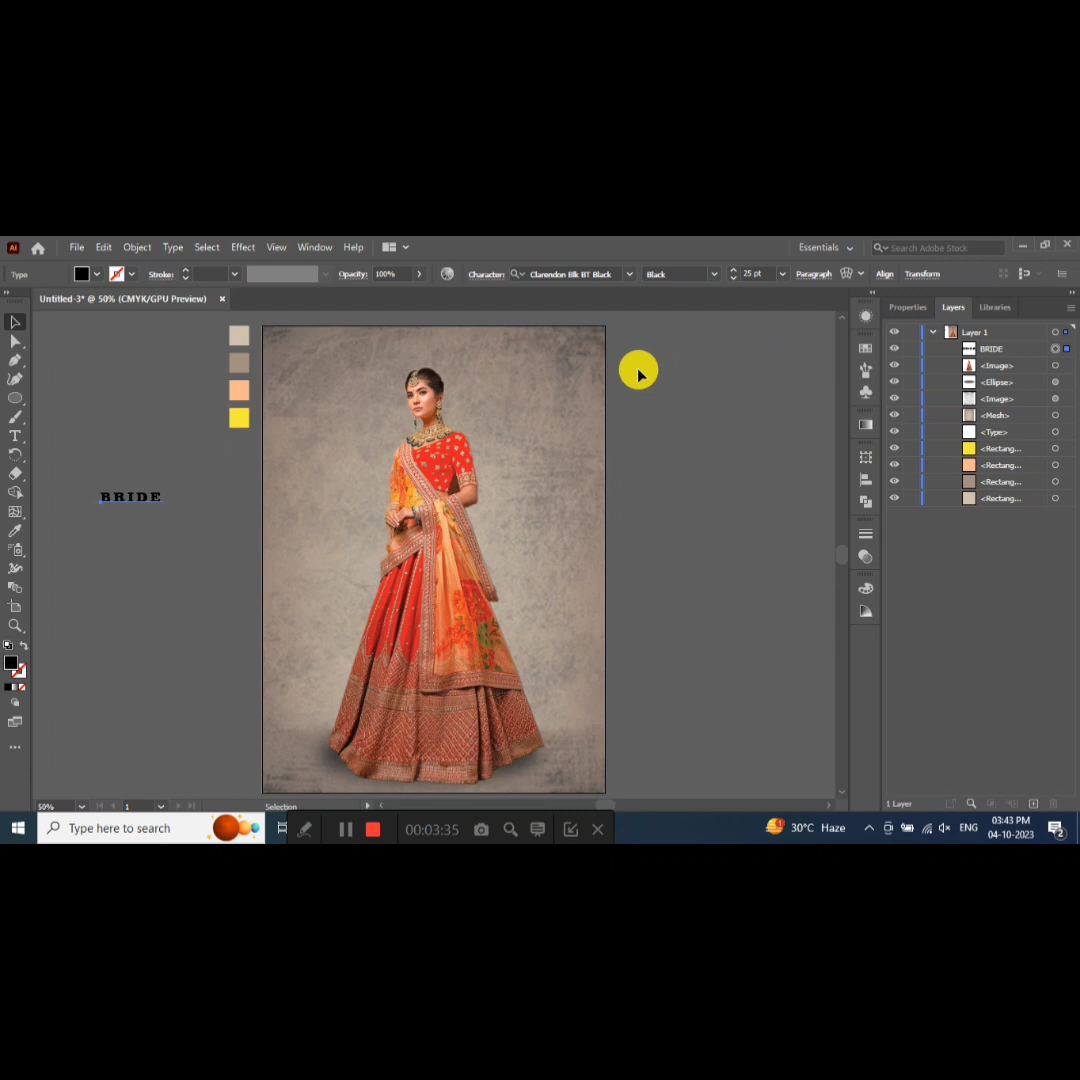 Ai File Edit Object Type Select Effect View Window Help Essentials Search Adobe Stock
Type Stroke: Opacity: 100% Character: Clarendon Blk BT Black Black 25 pt Paragraph Align Transform
Untitled-3* @ 50% (CMYK/GPU Preview) ×
Properties Layers Libraries
Layer 1
BRIDE
<Image>
<Ellipse>
<Image>
<Mesh>
<Type>
<Rectang...
<Rectang...
<Rectang...
<Rectang...
BRIDE
50% 1 Selection
1 Layer
Type here to search
00:03:35
1
30°C Haze
ENG
03:43 PM
04-10-2023
2